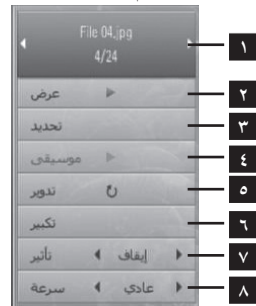 File 04.jpg ١
4/24
عرض ٢
تحديد ٣
موسيقى ٤
تدوير ٥
تكبير ٦
تأثير إيقاف ٧
سرعة عادي ٨